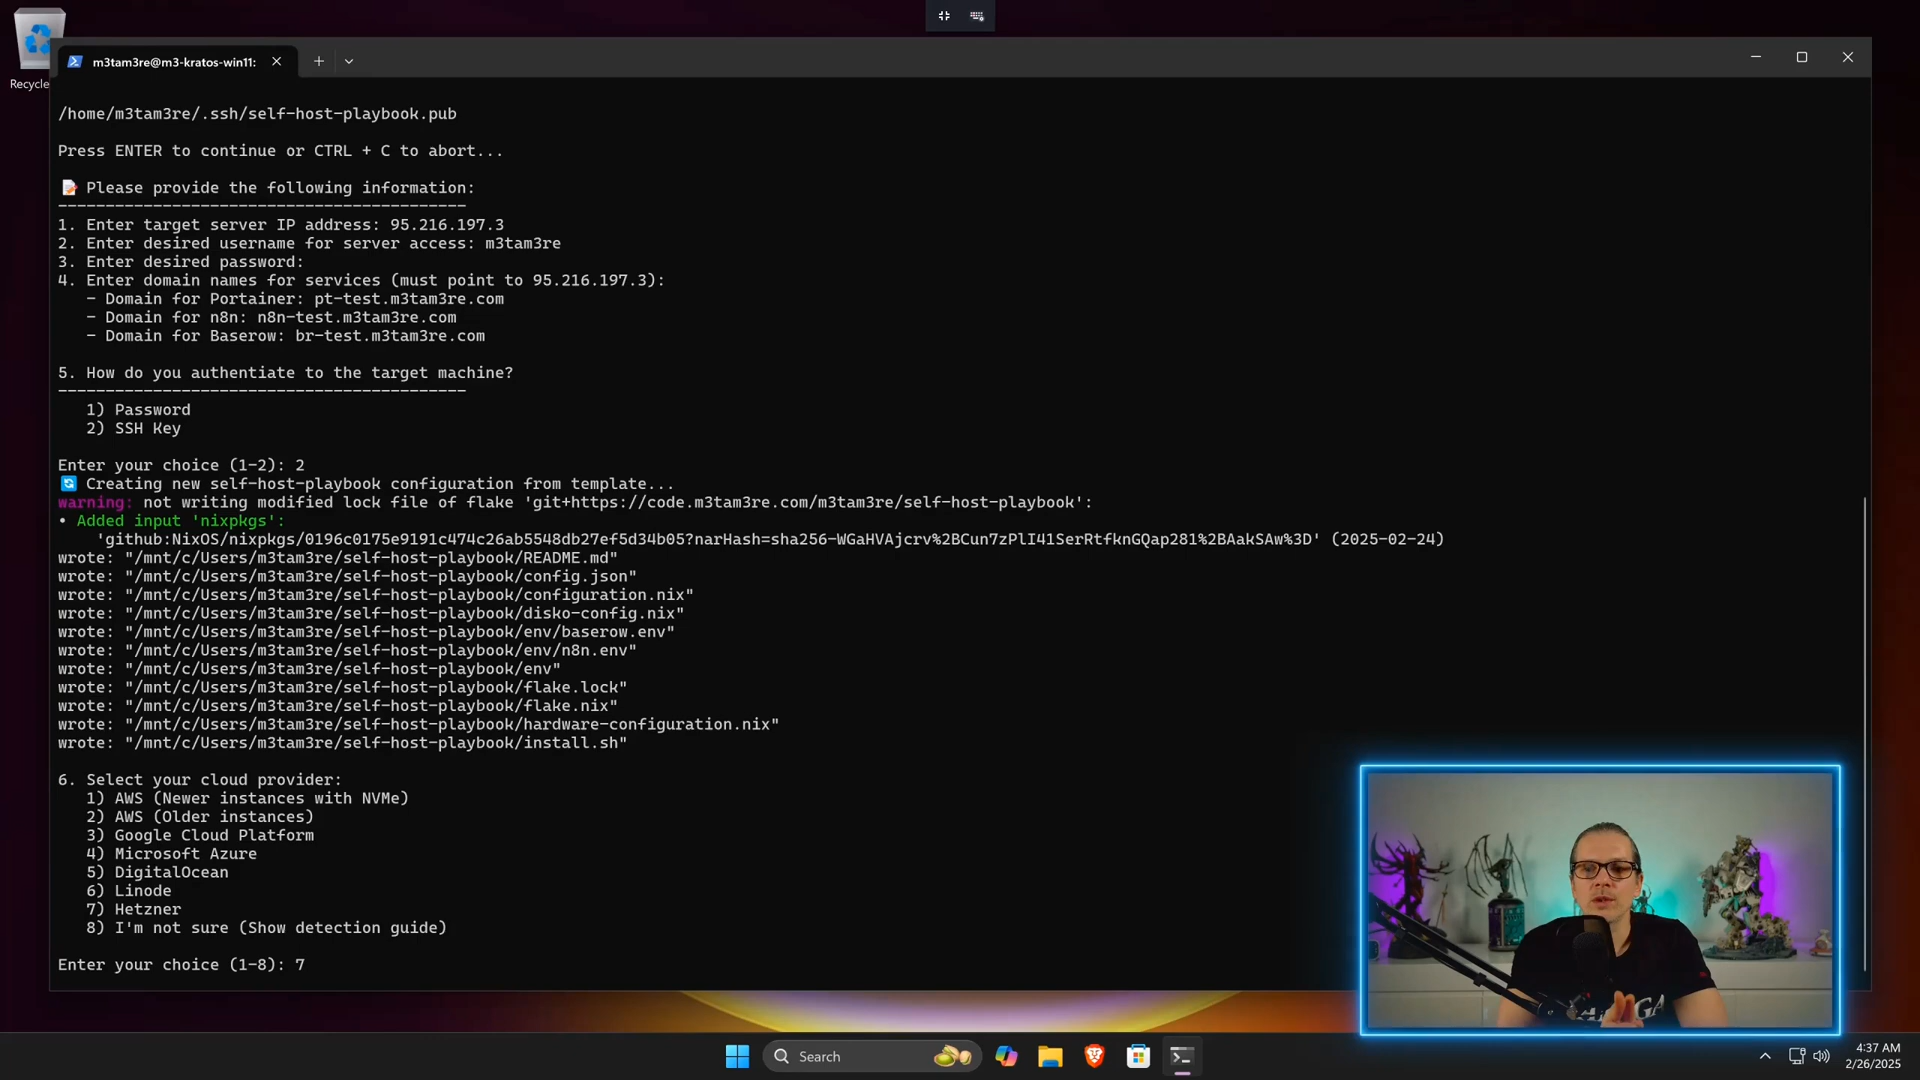 Recycle
m3tam3re@m3-kratos-win11:
/home/m3tam3re/.ssh/self-host-playbook.pub
Press ENTER to continue or CTRL + C to abort...
Please provide the following information:
-------------------------------------------
1. Enter target server IP address: 95.216.197.3
2. Enter desired username for server access: m3tam3re
3. Enter desired password:
4. Enter domain names for services (must point to 95.216.197.3):
- Domain for Portainer: pt-test.m3tam3re.com
- Domain for n8n: n8n-test.m3tam3re.com
- Domain for Baserow: br-test.m3tam3re.com
5. How do you authentiate to the target machine?
-------------------------------------------
1) Password
2) SSH Key
Enter your choice (1-2): 2
Creating new self-host-playbook configuration from template...
warning: not writing modified lock file of flake 'git+https://code.m3tam3re.com/m3tam3re/self-host-playbook':
• Added input 'nixpkgs':
'github:NixOS/nixpkgs/0196c0175e9191c474c26ab5548db27ef5d34b05?narHash=sha256-WGaHVAjcrv%2BCun7zPlI41SerRtfknGQap281%2BAakSAw%3D' (2025-02-24)
wrote: "/mnt/c/Users/m3tam3re/self-host-playbook/README.md"
wrote: "/mnt/c/Users/m3tam3re/self-host-playbook/config.json"
wrote: "/mnt/c/Users/m3tam3re/self-host-playbook/configuration.nix"
wrote: "/mnt/c/Users/m3tam3re/self-host-playbook/disko-config.nix"
wrote: "/mnt/c/Users/m3tam3re/self-host-playbook/env/baserow.env"
wrote: "/mnt/c/Users/m3tam3re/self-host-playbook/env/n8n.env"
wrote: "/mnt/c/Users/m3tam3re/self-host-playbook/env"
wrote: "/mnt/c/Users/m3tam3re/self-host-playbook/flake.lock"
wrote: "/mnt/c/Users/m3tam3re/self-host-playbook/flake.nix"
wrote: "/mnt/c/Users/m3tam3re/self-host-playbook/hardware-configuration.nix"
wrote: "/mnt/c/Users/m3tam3re/self-host-playbook/install.sh"
6. Select your cloud provider:
1) AWS (Newer instances with NVMe)
2) AWS (Older instances)
3) Google Cloud Platform
4) Microsoft Azure
5) DigitalOcean
6) Linode
7) Hetzner
8) I'm not sure (Show detection guide)
Enter your choice (1-8): 7
Search
4:37 AM
2/26/2025